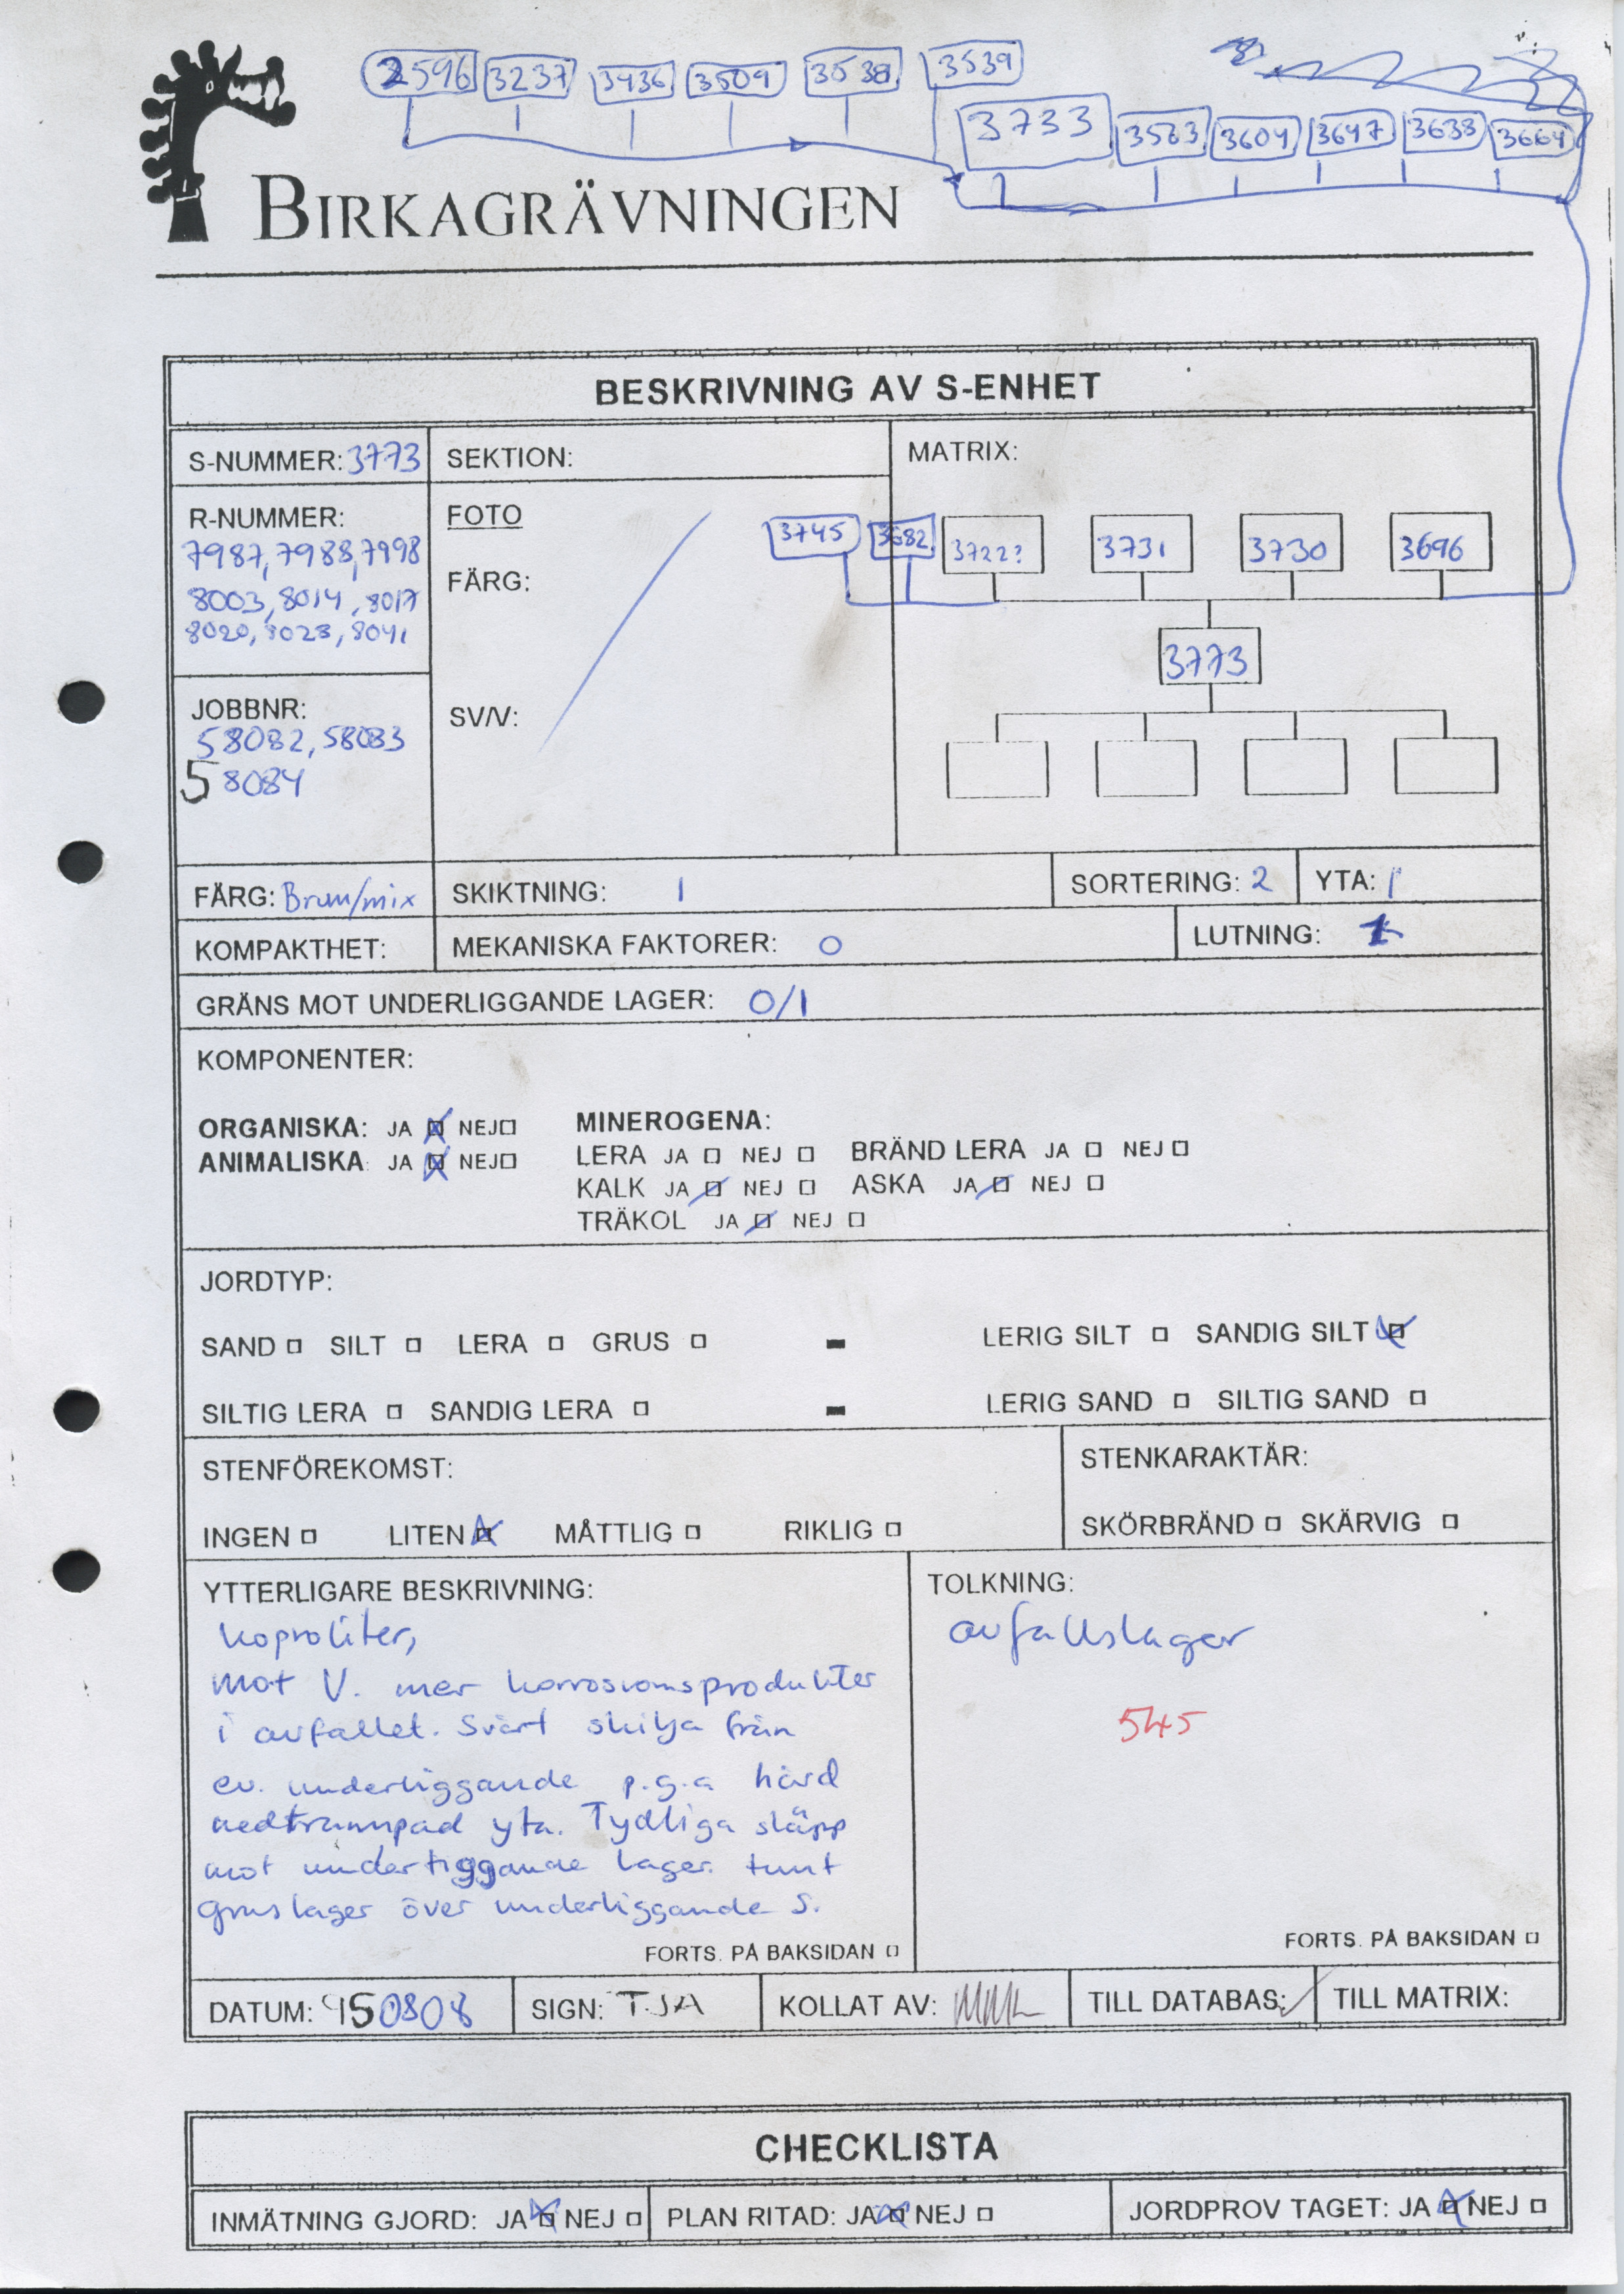 2596 3237 3436 3509 3538 3539
3733 3563 3604 3647 3638 3664
BIRKAGRÄVNINGEN
BESKRIVNING AV S-ENHET
S-NUMMER: 3773 SEKTION: MATRIX:
R-NUMMER: FOTO
7987, 7988, 7998
8003, 8014, 8017
8020, 8023, 8041
FÄRG:
3745 3682 3722? 3731 3730 3696
3773
JOBBNR: SV/V:
58082, 58083
58084
FÄRG: Brun/mix SKIKTNING: 1 SORTERING: 2 YTA: 1
KOMPAKTHET: MEKANISKA FAKTORER: 0 LUTNING: 1
GRÄNS MOT UNDERLIGGANDE LAGER: 0/1
KOMPONENTER:
ORGANISKA: JA NEJ MINEROGENA:
ANIMALISKA: JA NEJ LERA JA NEJ BRÄND LERA JA NEJ
KALK JA NEJ ASKA JA NEJ
TRÄKOL JA NEJ
JORDTYP:
SAND SILT LERA GRUS - LERIG SILT SANDIG SILT
SILTIG LERA SANDIG LERA - LERIG SAND SILTIG SAND
STENFÖREKOMST: STENKARAKTÄR:
INGEN LITEN MÅTTLIG RIKLIG SKÖRBRÄND SKÄRVIG
YTTERLIGARE BESKRIVNING:
koproliter,
mot V. mer korrosionsprodukter
i avfallet. Svårt skilja från
ev. underliggande p.g.a hård
nedtrampad yta. Tydliga släpp
mot underliggande lager. tunt
gruslager över underliggande S.
FORTS. PÅ BAKSIDAN
TOLKNING:
avfallslager
545
FORTS. PÅ BAKSIDAN
DATUM: 950808 SIGN: TJA KOLLAT AV: TILL DATABAS: TILL MATRIX:
CHECKLISTA
INMÄTNING GJORD: JA NEJ PLAN RITAD: JA NEJ JORDPROV TAGET: JA NEJ